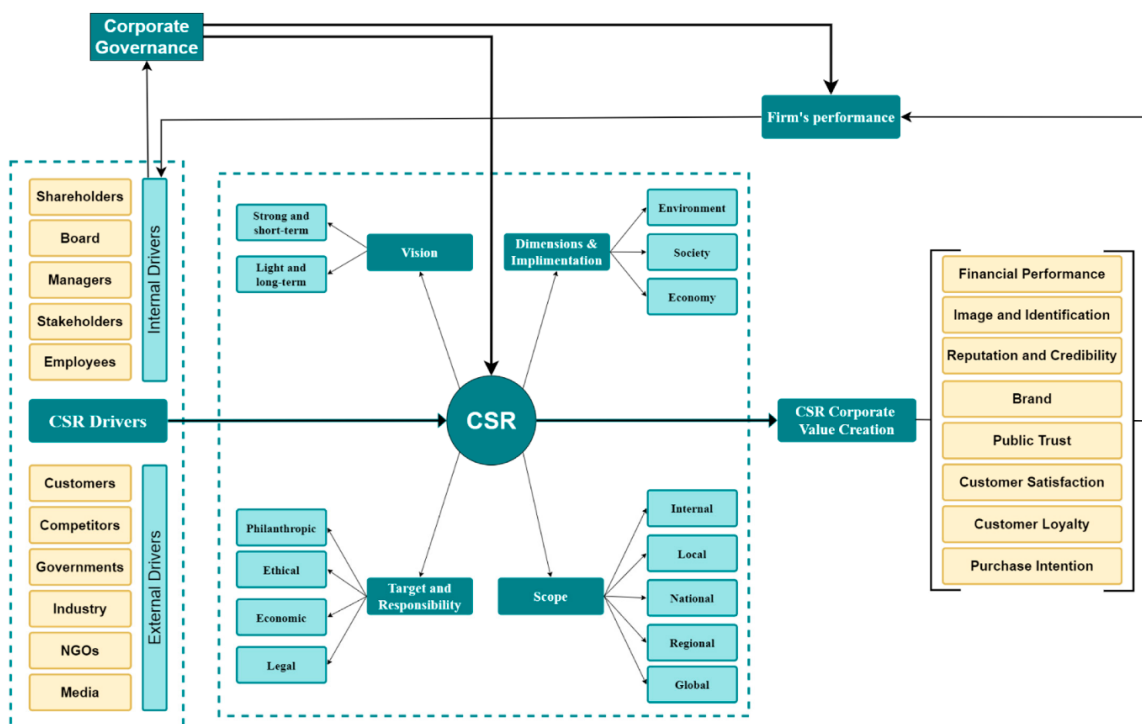 Corporate
Governance
Firm's performance
Shareholders
Board
Managers
Stakeholders
Employees
Internal Drivers
CSR Drivers
Customers
Competitors
Governments
Industry
NGOs
Media
External Drivers
Strong and
short-term
Light and
long-term
Vision
Dimensions &
Implimentation
Environment
Society
Economy
CSR
Philanthropic
Ethical
Economic
Legal
Target and
Responsibility
Scope
Internal
Local
National
Regional
Global
CSR Corporate
Value Creation
Financial Performance
Image and Identification
Reputation and Credibility
Brand
Public Trust
Customer Satisfaction
Customer Loyalty
Purchase Intention